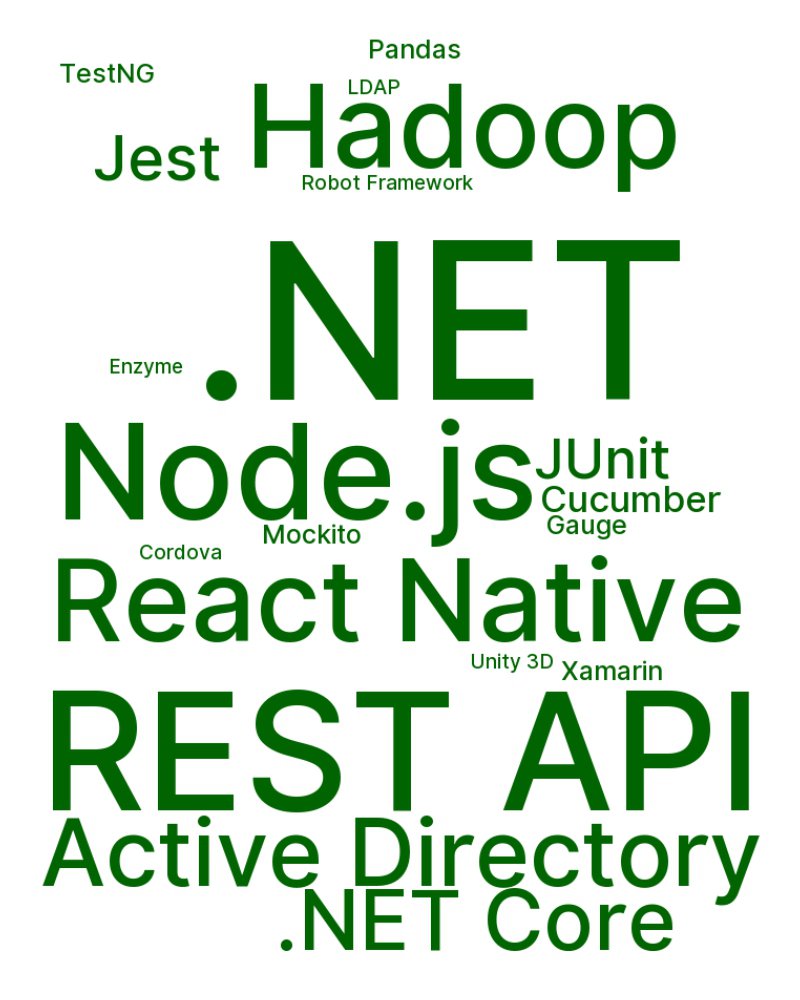 Pandas
TestNG
LDAP
Hadoop
Jest
Robot Framework
.NET
Enzyme
Node.js
JUnit
Cucumber
Gauge
Mockito
Cordova
React Native
Unity 3D
Xamarin
REST API
Active Directory
.NET Core